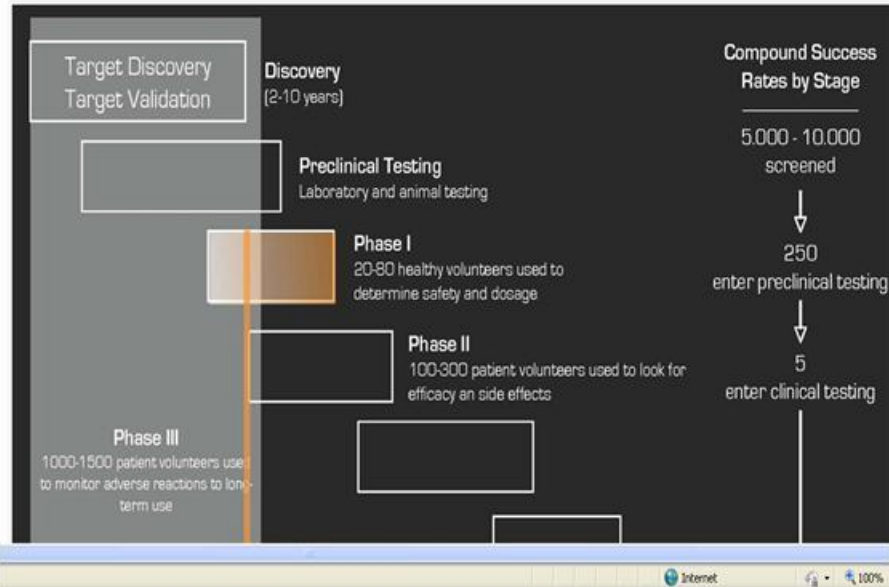 Target Discovery
Target Validation
Discovery
(2-10 years)
Preclinical Testing
Laboratory and animal testing
Phase I
20-80 healthy volunteers used to
determine safety and dosage
Phase II
100-300 patient volunteers used to look for
efficacy an side effects
Phase III
1000-1500 patient volunteers used
to monitor adverse reactions to long-
term use
Compound Success
Rates by Stage
5.000 - 10.000
screened
250
enter preclinical testing
5
enter clinical testing
Internet
100%